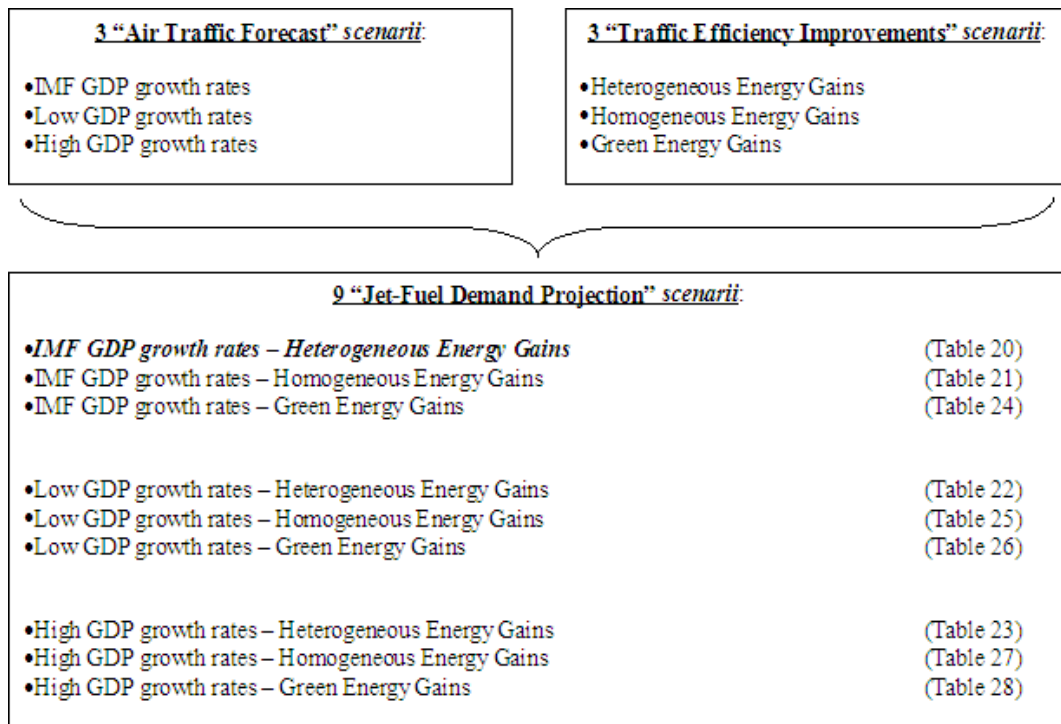 3 “Air Traffic Forecast” scenarii:
•IMF GDP growth rates
•Low GDP growth rates
•High GDP growth rates
3 “Traffic Efficiency Improvements” scenarii:
•Heterogeneous Energy Gains
•Homogeneous Energy Gains
•Green Energy Gains
9 “Jet-Fuel Demand Projection” scenarii:
•IMF GDP growth rates – Heterogeneous Energy Gains (Table 20)
•IMF GDP growth rates – Homogeneous Energy Gains (Table 21)
•IMF GDP growth rates – Green Energy Gains (Table 24)
•Low GDP growth rates – Heterogeneous Energy Gains (Table 22)
•Low GDP growth rates – Homogeneous Energy Gains (Table 25)
•Low GDP growth rates – Green Energy Gains (Table 26)
•High GDP growth rates – Heterogeneous Energy Gains (Table 23)
•High GDP growth rates – Homogeneous Energy Gains (Table 27)
•High GDP growth rates – Green Energy Gains (Table 28)